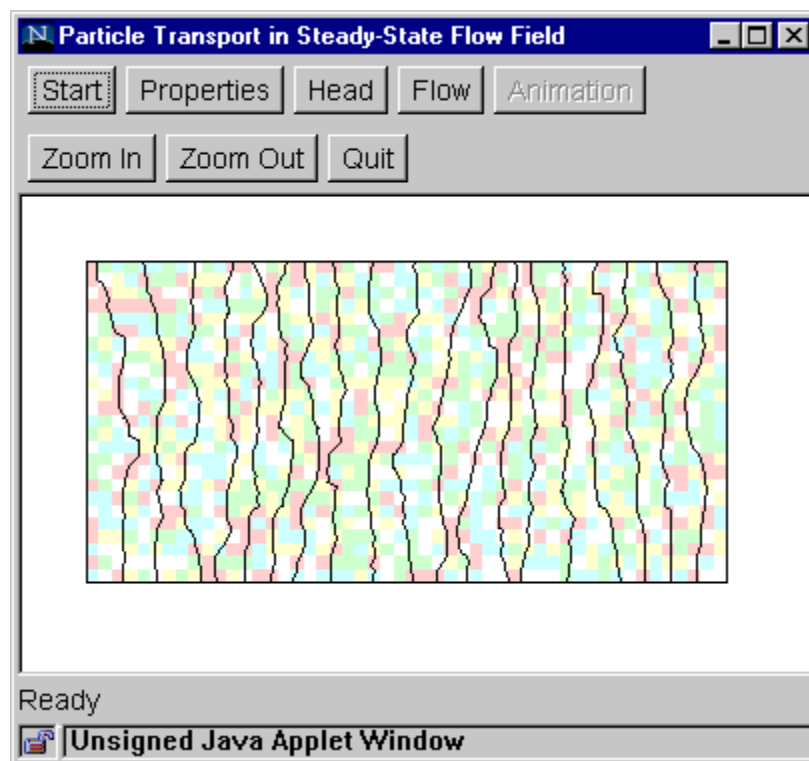 N Particle Transport in Steady-State Flow Field
Start Properties Head Flow Animation
Zoom In Zoom Out Quit
Ready
Unsigned Java Applet Window